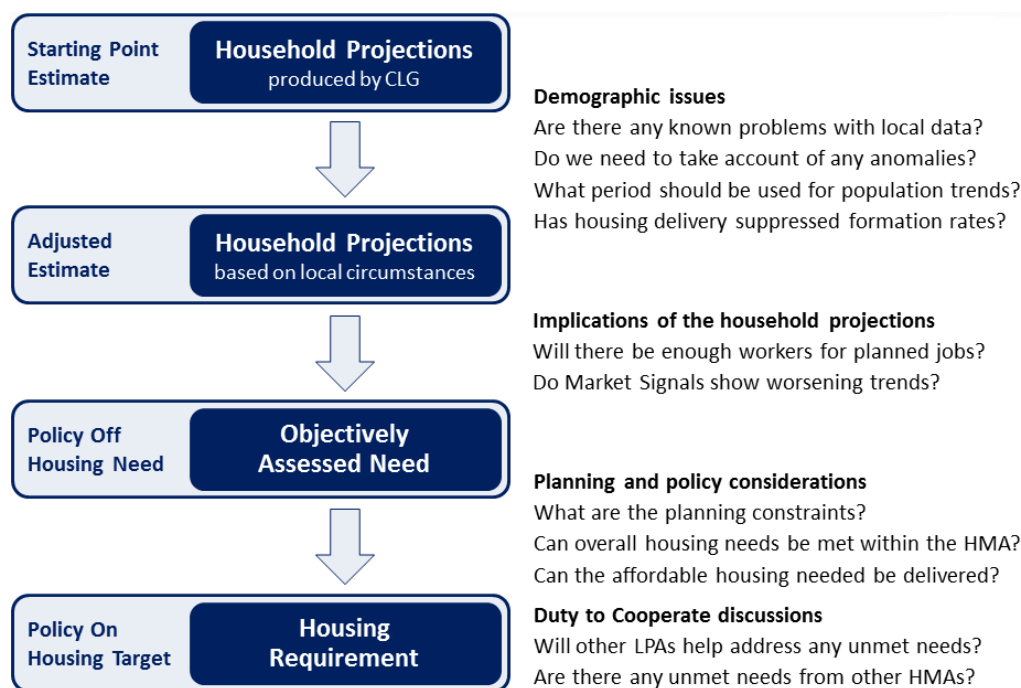 Starting Point
Estimate
Household Projections
produced by CLG
Demographic issues
Are there any known problems with local data?
Do we need to take account of any anomalies?
What period should be used for population trends?
Has housing delivery suppressed formation rates?
Adjusted
Estimate
Household Projections
based on local circumstances
Implications of the household projections
Will there be enough workers for planned jobs?
Do Market Signals show worsening trends?
Policy Off
Housing Need
Objectively
Assessed Need
Planning and policy considerations
What are the planning constraints?
Can overall housing needs be met within the HMA?
Can the affordable housing needed be delivered?
Policy On
Housing Target
Housing
Requirement
Duty to Cooperate discussions
Will other LPAs help address any unmet needs?
Are there any unmet needs from other HMAs?